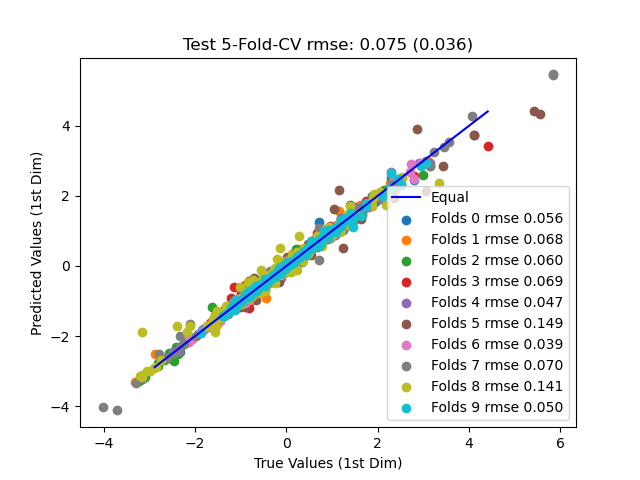 Test 5-Fold-CV rmse: 0.075 (0.036)
Predicted Values (1st Dim)
4
2
0
−2
−4
−4
−2
0
2
4
6
True Values (1st Dim)
Equal
Folds 0 rmse 0.056
Folds 1 rmse 0.068
Folds 2 rmse 0.060
Folds 3 rmse 0.069
Folds 4 rmse 0.047
Folds 5 rmse 0.149
Folds 6 rmse 0.039
Folds 7 rmse 0.070
Folds 8 rmse 0.141
Folds 9 rmse 0.050